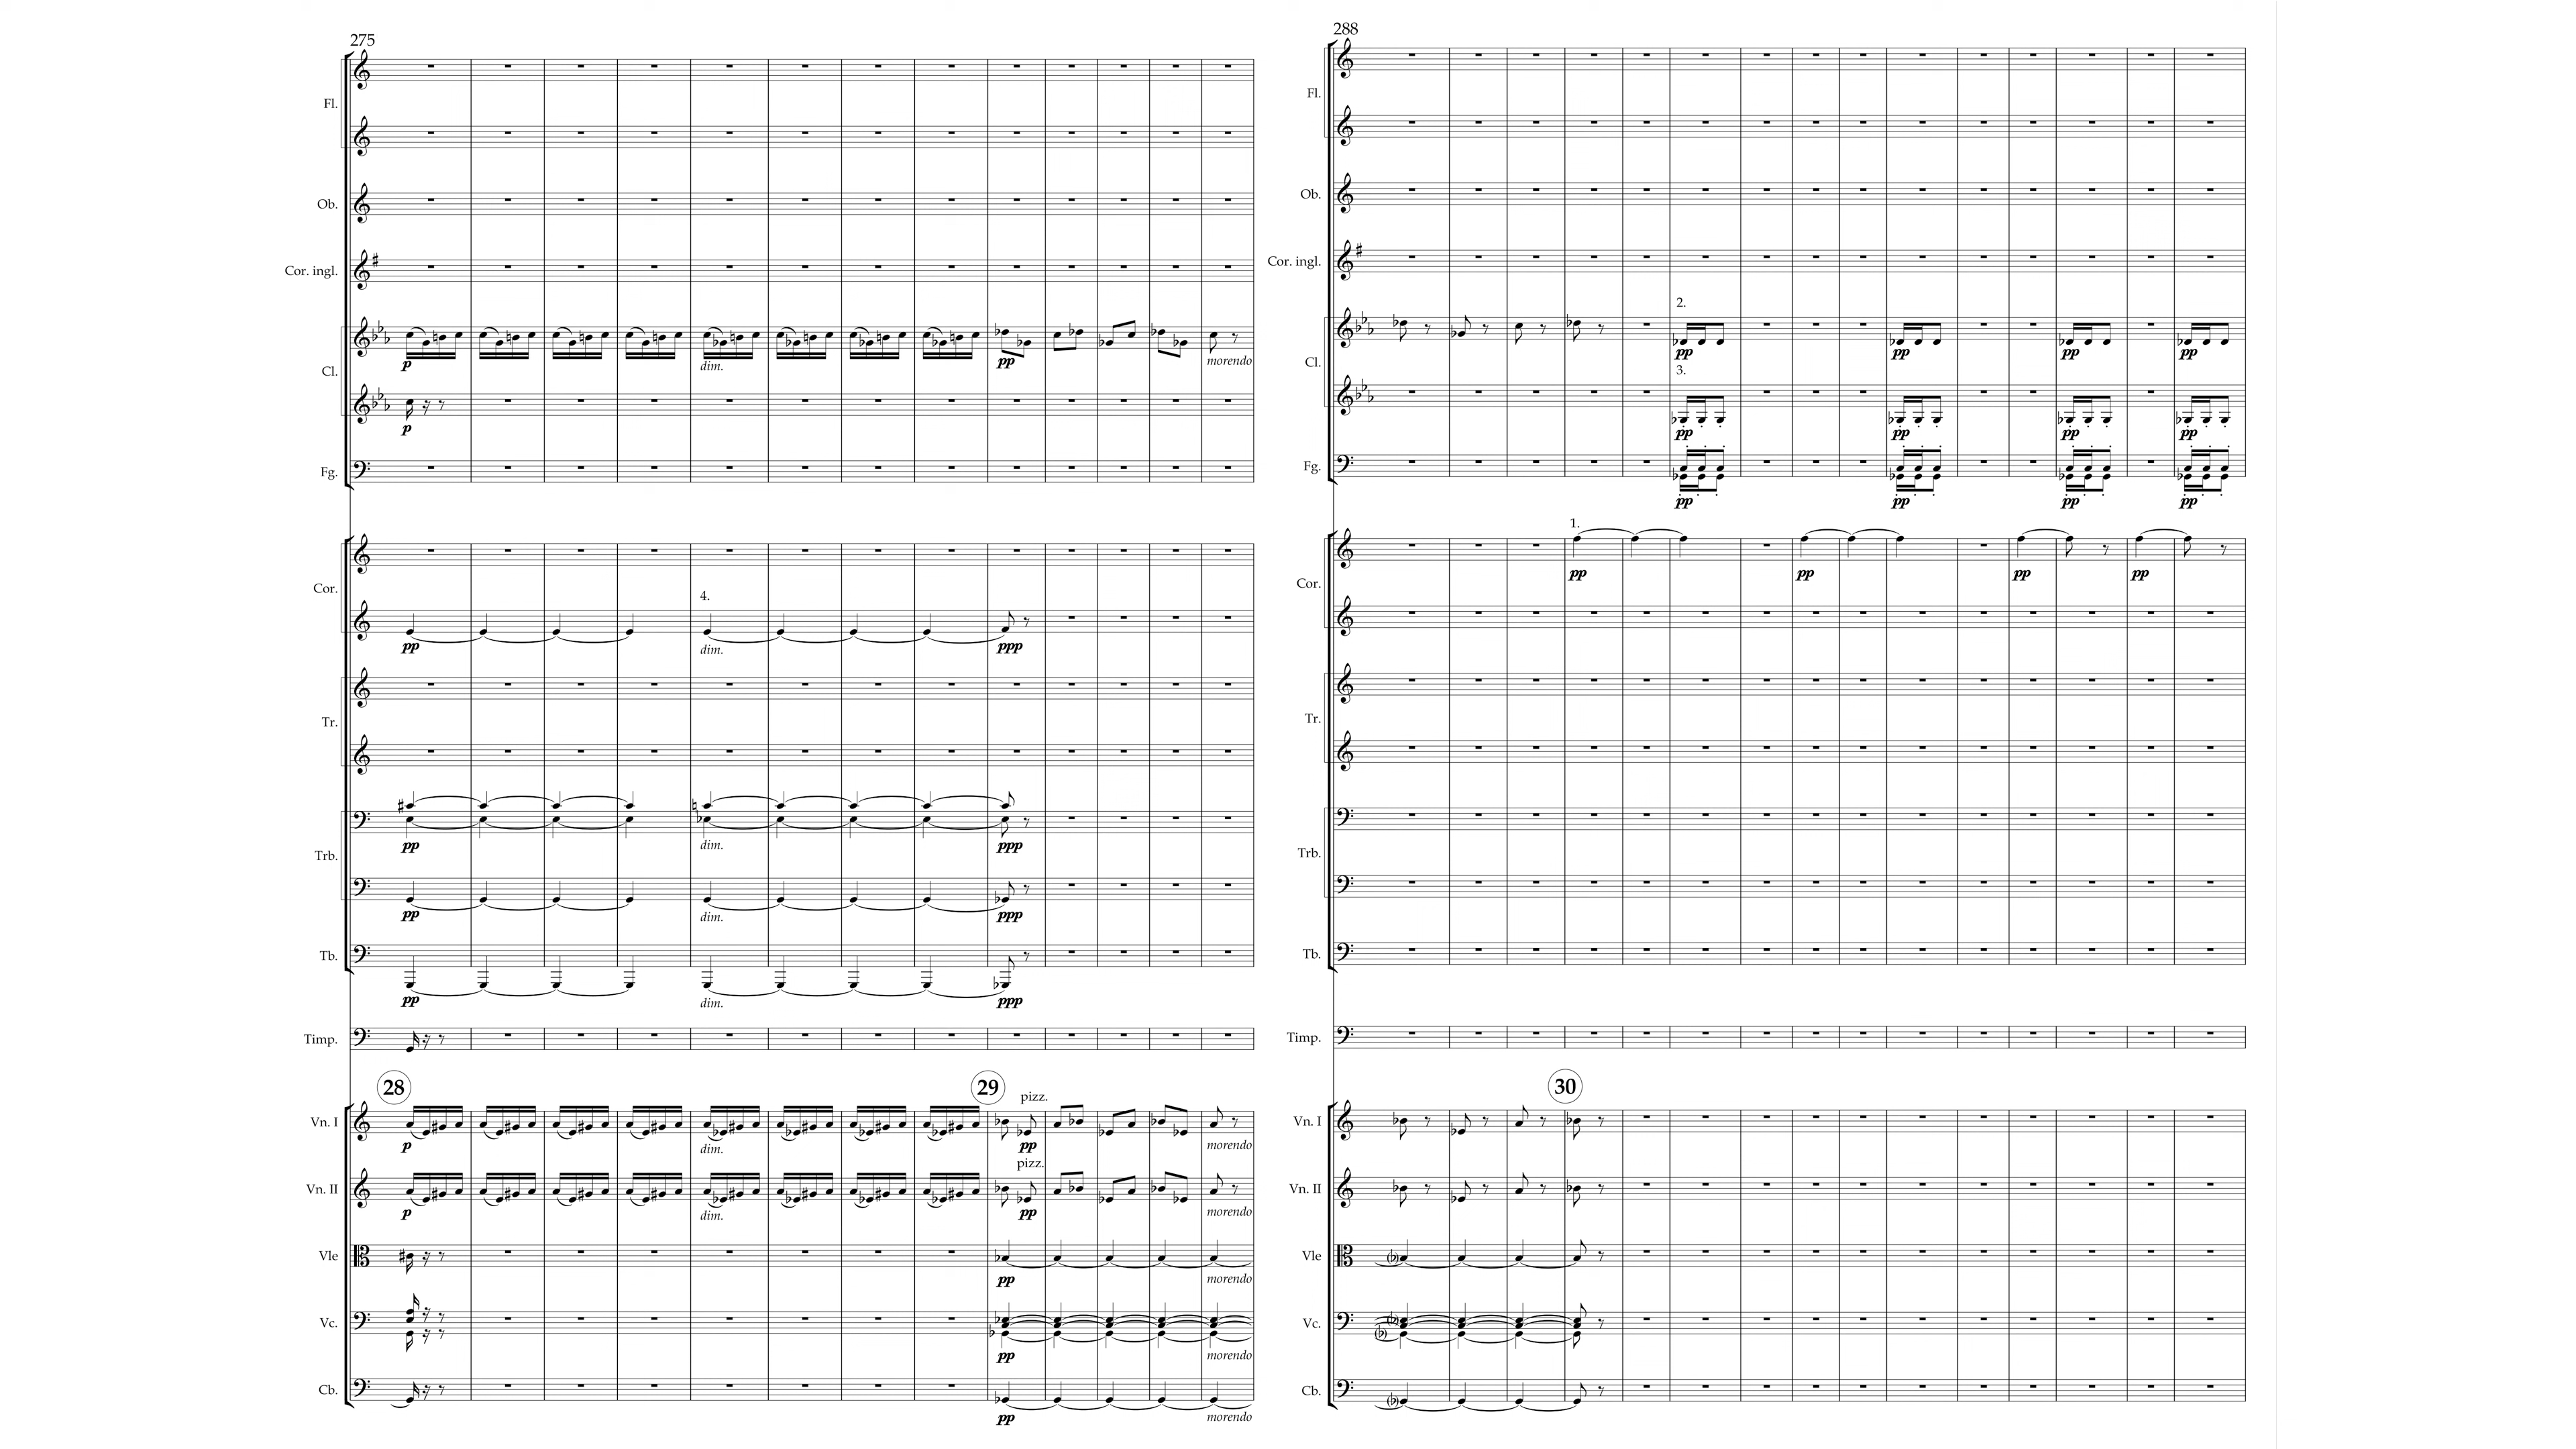 275
Fl.
Ob.
Cor. ingl.
Cl.
p
dim.
pp
morendo
p
Fg.
Cor.
4.
pp
dim.
ppp
Tr.
Trb.
pp
dim.
ppp
pp
dim.
ppp
Tb.
pp
dim.
ppp
Timp.
28
29
pizz.
Vn. I
p
dim.
pp
morendo
pizz.
Vn. II
p
dim.
pp
morendo
Vle
pp
morendo
Vc.
pp
morendo
Cb.
pp
morendo
288
Fl.
Ob.
Cor. ingl.
2.
Cl.
pp pp pp pp
3.
pp pp pp pp
Fg.
pp pp pp pp
1.
Cor.
pp pp pp pp
Tr.
Trb.
Tb.
Timp.
30
Vn. I
Vn. II
Vle
Vc.
Cb.